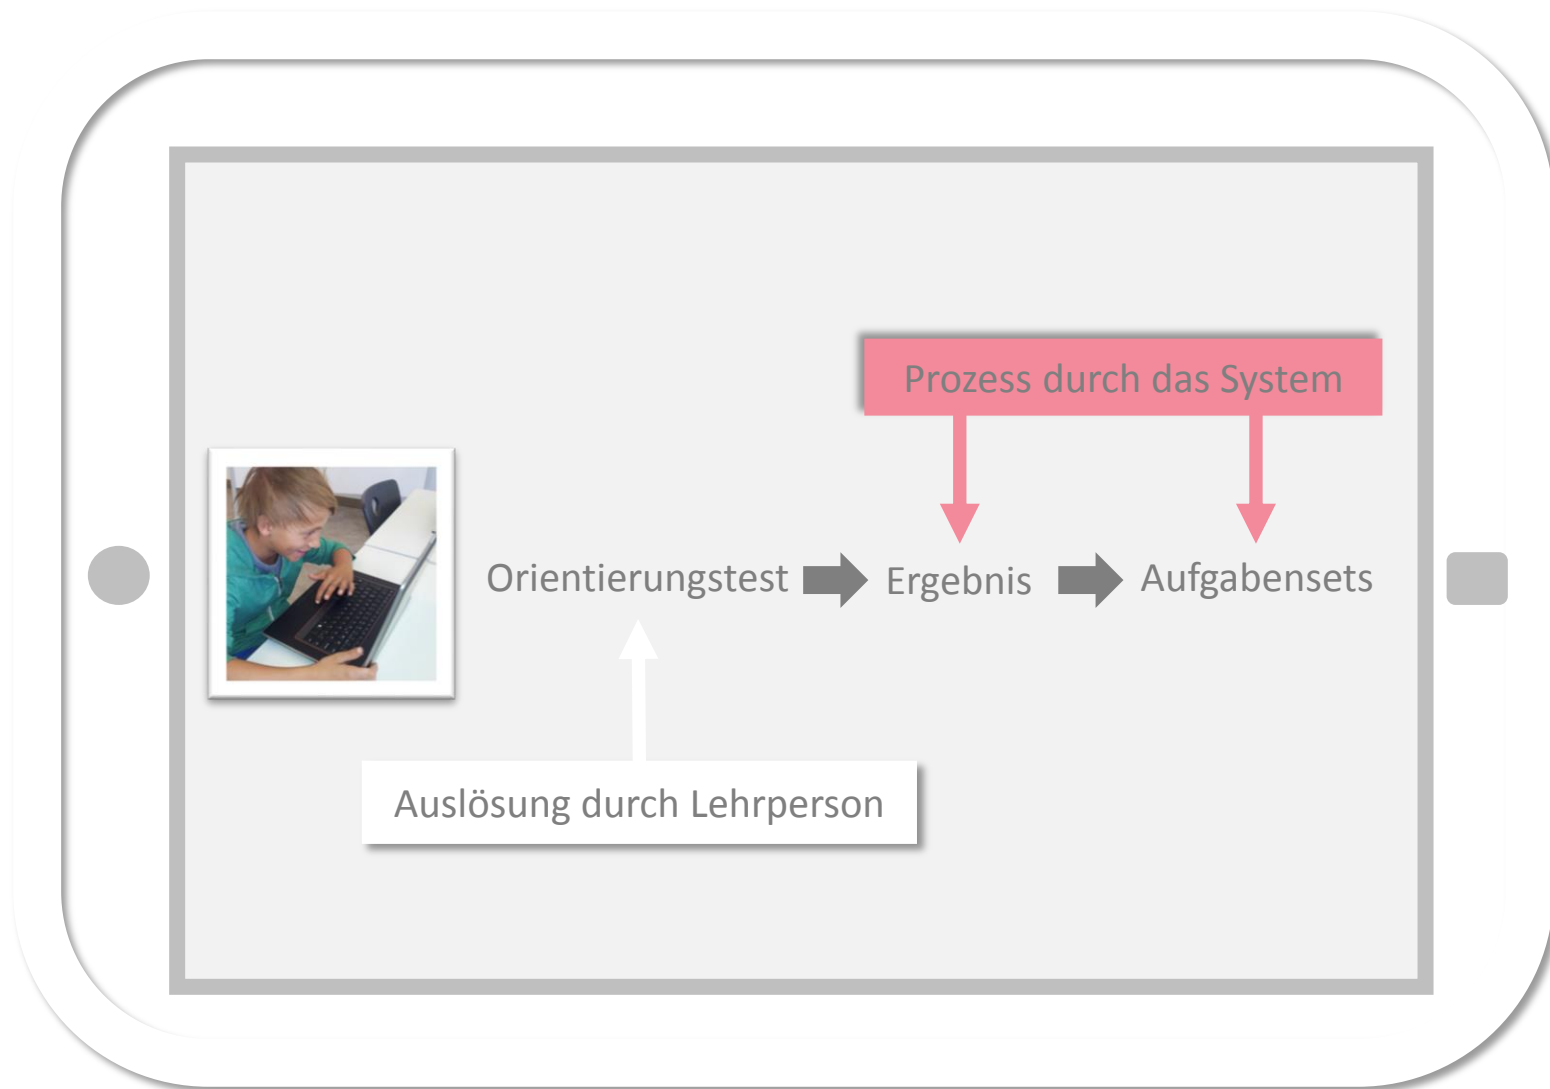 Prozess durch das System
Orientierungstest
Ergebnis
Aufgabensets
Auslösung durch Lehrperson